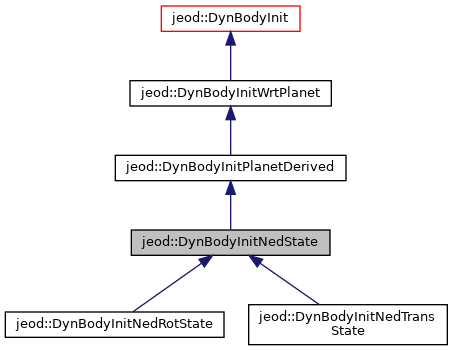 jeod::DynBodyInit
jeod::DynBodyInitWrtPlanet
jeod::DynBodyInitPlanetDerived
jeod::DynBodyInitNedState
jeod::DynBodyInitNedRotState
jeod::DynBodyInitNedTrans
State